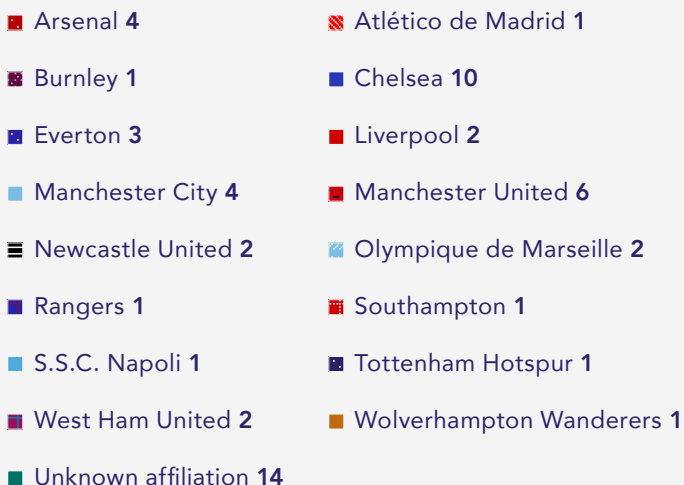 Arsenal 4
Atlético de Madrid 1
Burnley 1
Chelsea 10
Everton 3
Liverpool 2
Manchester City 4
Manchester United 6
Newcastle United 2
Olympique de Marseille 2
Rangers 1
Southampton 1
S.S.C. Napoli 1
Tottenham Hotspur 1
West Ham United 2
Wolverhampton Wanderers 1
Unknown affiliation 14